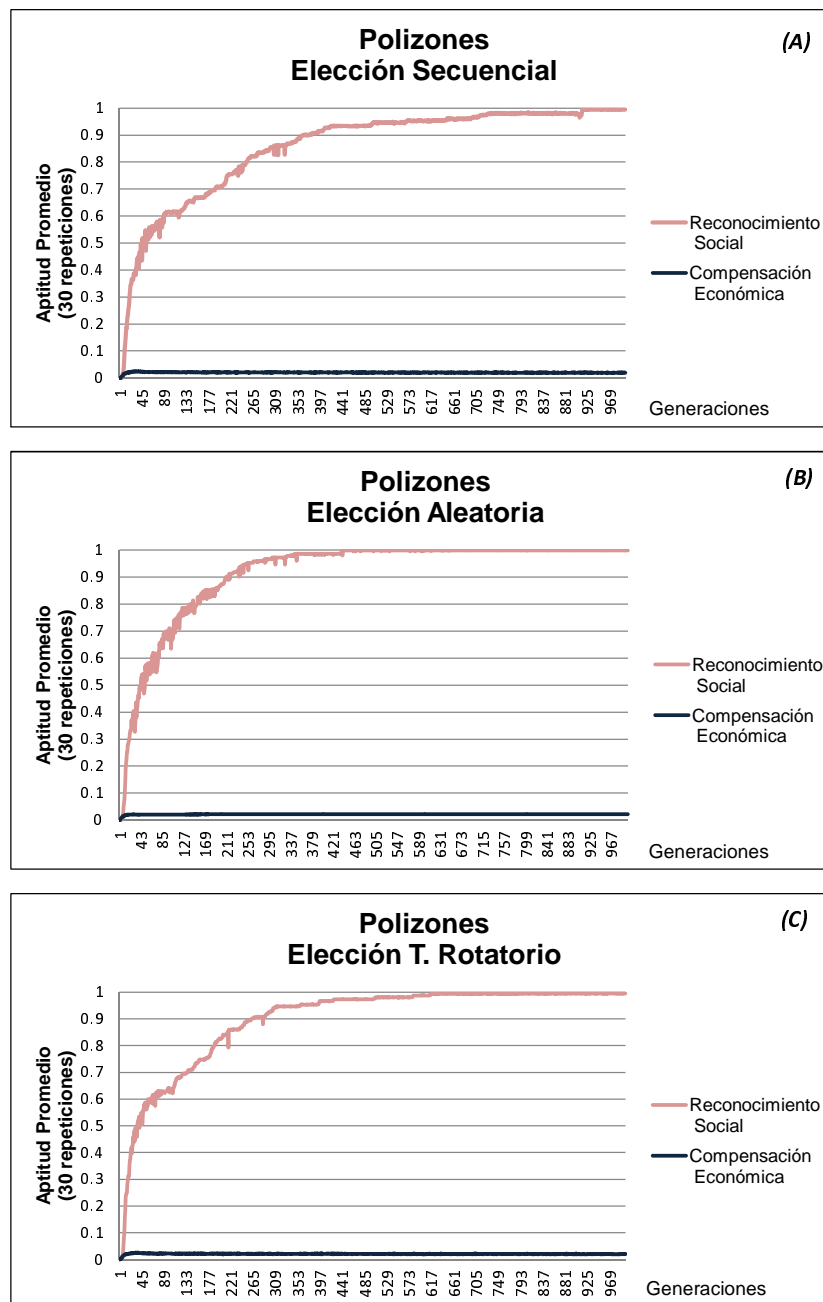 Polizones
Elección Secuencial
(A)
Aptitud Promedio
(30 repeticiones)
1
0.9
0.8
0.7
0.6
0.5
0.4
0.3
0.2
0.1
0
1 45 89 133 177 221 265 309 353 397 441 485 529 573 617 661 705 749 793 837 881 925 969
Generaciones
Reconocimiento
Social
Compensación
Económica
Polizones
Elección Aleatoria
(B)
Aptitud Promedio
(30 repeticiones)
1
0.9
0.8
0.7
0.6
0.5
0.4
0.3
0.2
0.1
0
1 43 85 127 169 211 253 295 337 379 421 463 505 547 589 631 673 715 757 799 841 883 925 967
Generaciones
Reconocimiento
Social
Compensación
Económica
Polizones
Elección T. Rotatorio
(C)
Aptitud Promedio
(30 repeticiones)
1
0.9
0.8
0.7
0.6
0.5
0.4
0.3
0.2
0.1
0
1 45 89 133 177 221 265 309 353 397 441 485 529 573 617 661 705 749 793 837 881 925 969
Generaciones
Reconocimiento
Social
Compensación
Económica